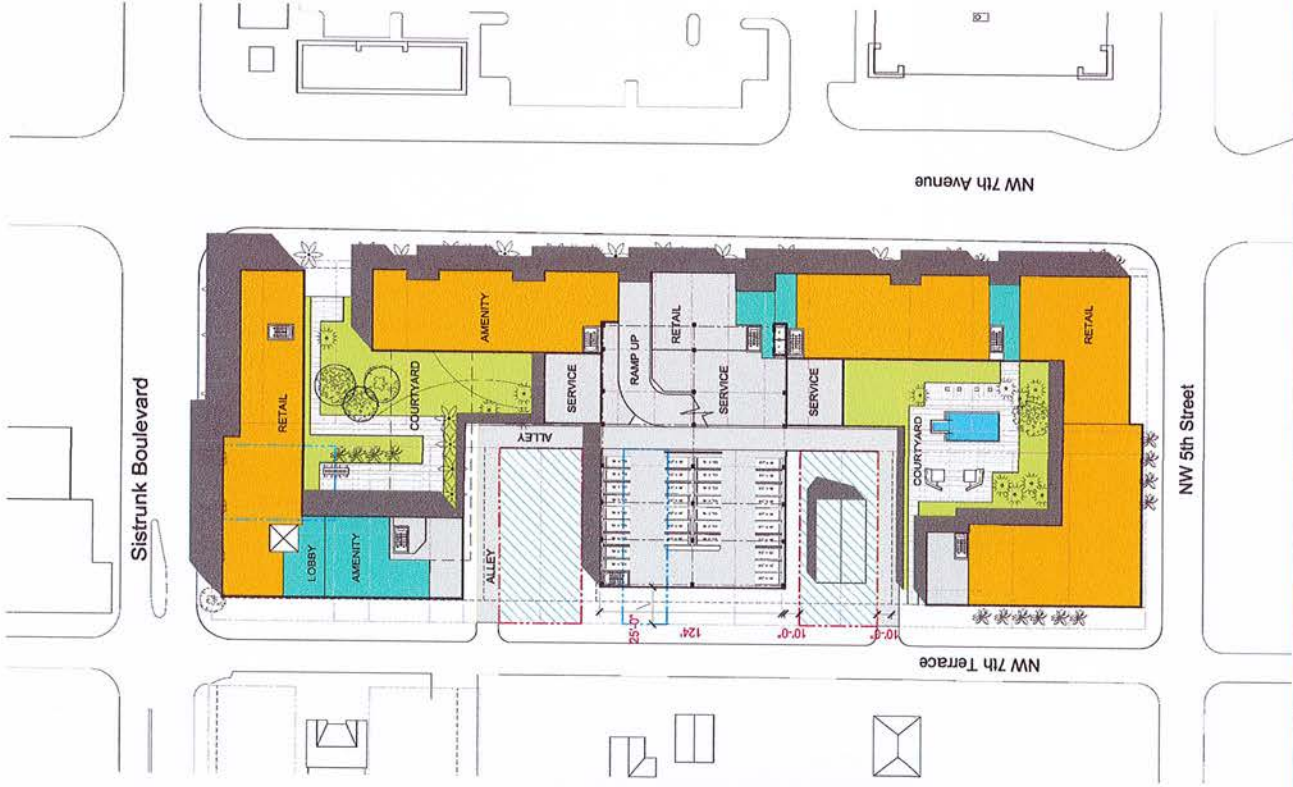 NW 7th Avenue
Sistrunk Boulevard
RETAIL
COURTYARD
AMENITY
RAMP UP
RETAIL
SERVICE
SERVICE
SERVICE
ALLEY
ALLEY
LOBBY
AMENITY
COURTYARD
RETAIL
NW 5th Street
25'-0"
124'
10'-0"
10'-0"
NW 7th Terrace